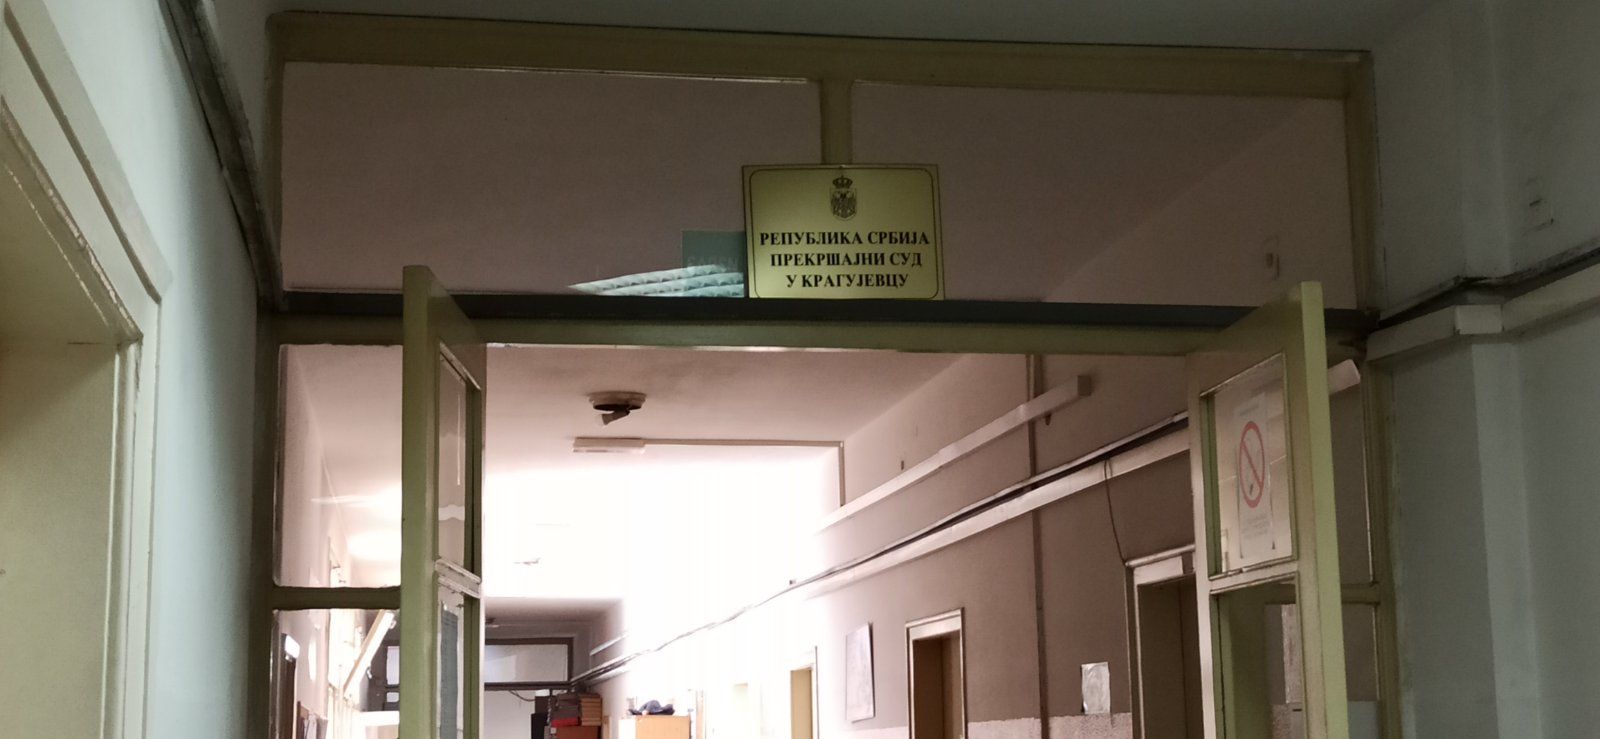 РЕПУБЛИКА СРБИЈА
ПРЕКРШАЈНИ СУД
У КРАГУЈЕВЦУ